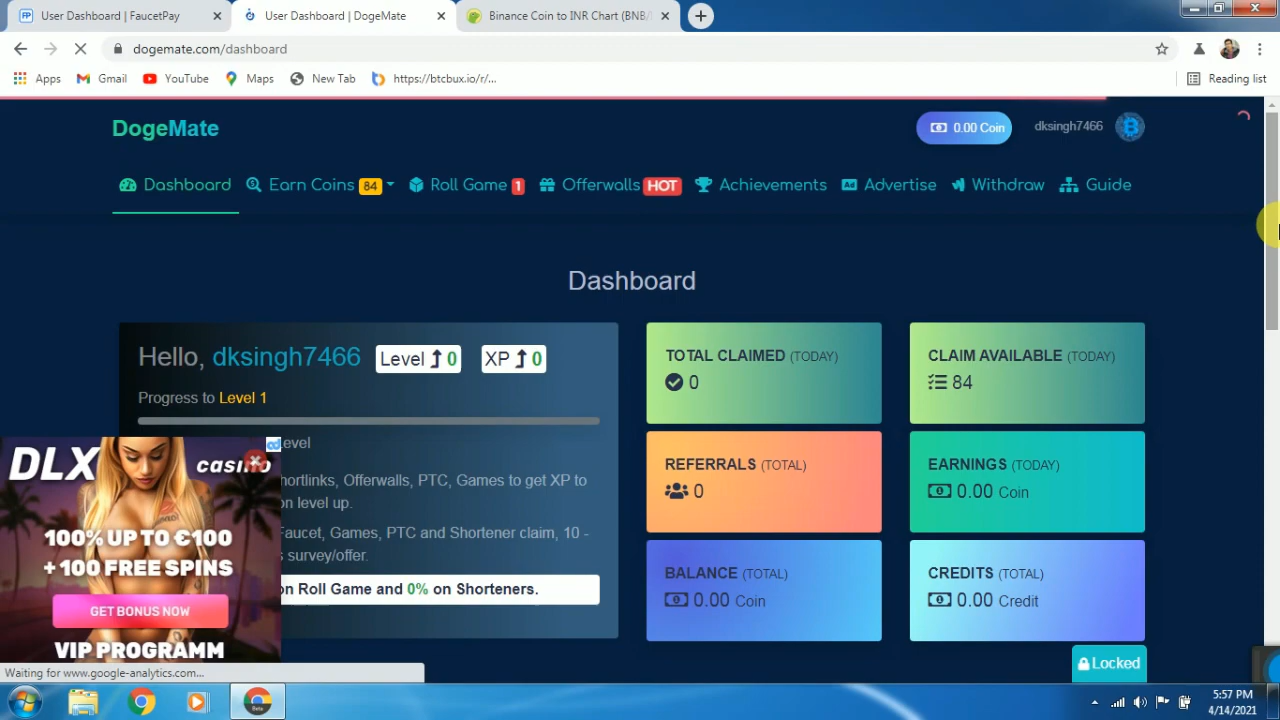 User Dashboard | FaucetPay
User Dashboard | DogeMate
Binance Coin to INR Chart (BNB/
dogemate.com/dashboard
Apps
Gmail
YouTube
Maps
New Tab
https://btcbux.io/r/...
Reading list
DogeMate
0.00 Coin
dksingh7466
Dashboard
Earn Coins 84
Roll Game 1
Offerwalls HOT
Achievements
Advertise
Withdraw
Guide
Dashboard
Hello, dksingh7466 Level 0 XP 0
Progress to Level 1
Level
hortlinks, Offerwalls, PTC, Games to get XP to
on level up.
Faucet, Games, PTC and Shortener claim, 10 -
s survey/offer.
on Roll Game and 0% on Shorteners.
TOTAL CLAIMED (TODAY)
0
CLAIM AVAILABLE (TODAY)
84
REFERRALS (TOTAL)
0
EARNINGS (TODAY)
0.00 Coin
BALANCE (TOTAL)
0.00 Coin
CREDITS (TOTAL)
0.00 Credit
Locked
DLX casino
100% UP TO €100
+ 100 FREE SPINS
GET BONUS NOW
VIP PROGRAMM
Waiting for www.google-analytics.com...
5:57 PM
4/14/2021